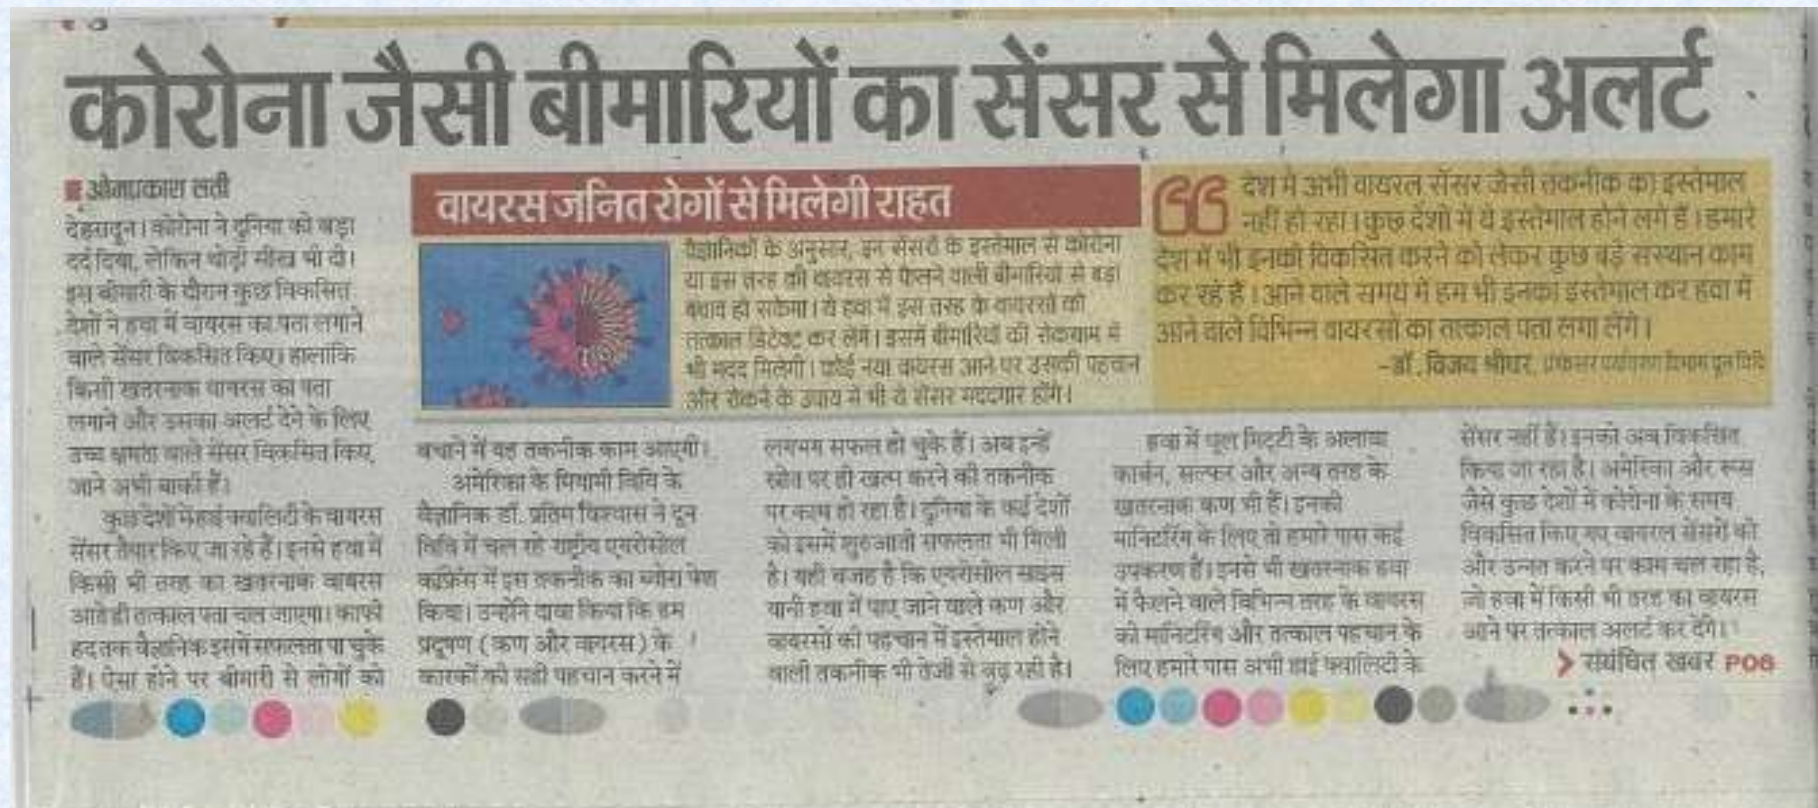 कोरोना जैसी बीमारियों का सेंसर से मिलेगा अलर्ट
ओमप्रकाश सती
देहरादून। कोरोना ने दुनिया को बड़ा
दर्द दिया, लेकिन थोड़ी सीख भी दी।
इस बीमारी के दौरान कुछ विकसित
देशों ने हवा में वायरस का पता लगाने
वाले सेंसर विकसित किए। हालांकि
किसी खतरनाक वायरस का पता
लगाने और उसका अलर्ट देने के लिए
उच्च क्षमता वाले सेंसर विकसित किए
जाने अभी बाकी हैं।
कुछ देशों में हाई क्वालिटी के वायरस
सेंसर तैयार किए जा रहे हैं। इनसे हवा में
किसी भी तरह का खतरनाक वायरस
आते ही तत्काल पता चल जाएगा। काफी
हद तक वैज्ञानिक इसमें सफलता पा चुके
हैं। ऐसा होने पर बीमारी से लोगों को
वायरस जनित रोगों से मिलेगी राहत
वैज्ञानिकों के अनुसार, इन सेंसरों के इस्तेमाल से कोरोना
या इस तरह की वायरस से फैलने वाली बीमारियों से बड़ा
बचाव हो सकेगा। ये हवा में इस तरह के वायरसों की
तत्काल डिटेक्ट कर लेंगे। इसमें बीमारियों की रोकथाम में
भी मदद मिलेगी। कोई नया वायरस आने पर उसकी पहचान
और रोकने के उपाय में भी ये सेंसर मददगार होंगे।
देश में अभी वायरल सेंसर जैसी तकनीक का इस्तेमाल
नहीं हो रहा। कुछ देशों में ये इस्तेमाल होने लगे हैं। हमारे
देश में भी इनको विकसित करने को लेकर कुछ बड़े संस्थान काम
कर रहे हैं। आने वाले समय में हम भी इनका इस्तेमाल कर हवा में
आने वाले विभिन्न वायरसों का तत्काल पता लगा लेंगे।
-डॉ. विजय श्रीधर, प्रोफेसर पर्यावरण विभाग दून विवि
बचाने में यह तकनीक काम आएगी।
अमेरिका के मियामी विवि के
वैज्ञानिक डॉ. प्रतिम विश्वास ने दून
विवि में चल रहे राष्ट्रीय एयरोसोल
कांफ्रेंस में इस तकनीक का ब्योरा पेश
किया। उन्होंने दावा किया कि हम
प्रदूषण (कण और वायरस) के
कारकों को सही पहचान करने में
लगभग सफल हो चुके हैं। अब इन्हें
स्रोत पर ही खत्म करने की तकनीक
पर काम हो रहा है। दुनिया के कई देशों
को इसमें शुरुआती सफलता भी मिली
है। यही वजह है कि एयरोसोल साइंस
यानी हवा में पाए जाने वाले कण और
वायरसों की पहचान में इस्तेमाल होने
वाली तकनीक भी तेजी से बढ़ रही है।
हवा में धूल मिट्टी के अलावा
कार्बन, सल्फर और अन्य तरह के
खतरनाक कण भी हैं। इनकी
मानिटरिंग के लिए तो हमारे पास कई
उपकरण हैं। इनसे भी खतरनाक हवा
में फैलने वाले विभिन्न तरह के वायरस
की मानिटरिंग और तत्काल पहचान के
लिए हमारे पास अभी हाई क्वालिटी के
सेंसर नहीं हैं। इनको अब विकसित
किया जा रहा है। अमेरिका और रूस
जैसे कुछ देशों में कोरोना के समय
विकसित किए गए वायरल सेंसरों को
और उन्नत करने पर काम चल रहा है,
जो हवा में किसी भी तरह का वायरस
आने पर तत्काल अलर्ट कर देंगे।
संबंधित खबर P06